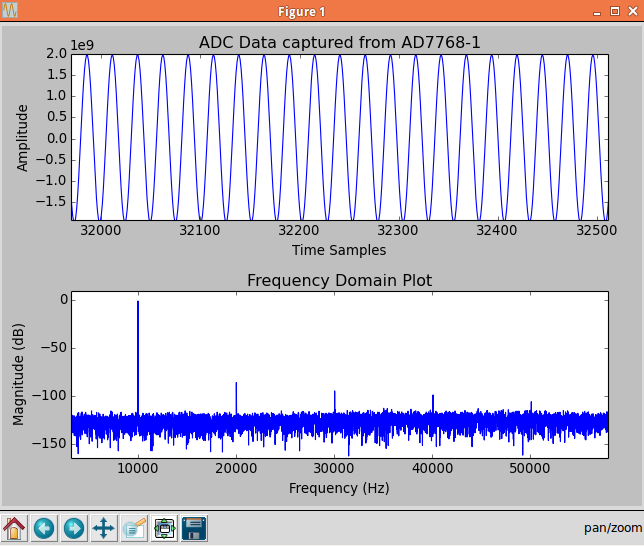 Figure 1
ADC Data captured from AD7768-1
1e9
2.0
1.5
1.0
0.5
0.0
−0.5
−1.0
−1.5
Amplitude
32000 32100 32200 32300 32400 32500
Time Samples
Frequency Domain Plot
0
−50
−100
−150
Magnitude (dB)
10000 20000 30000 40000 50000
Frequency (Hz)
pan/zoom